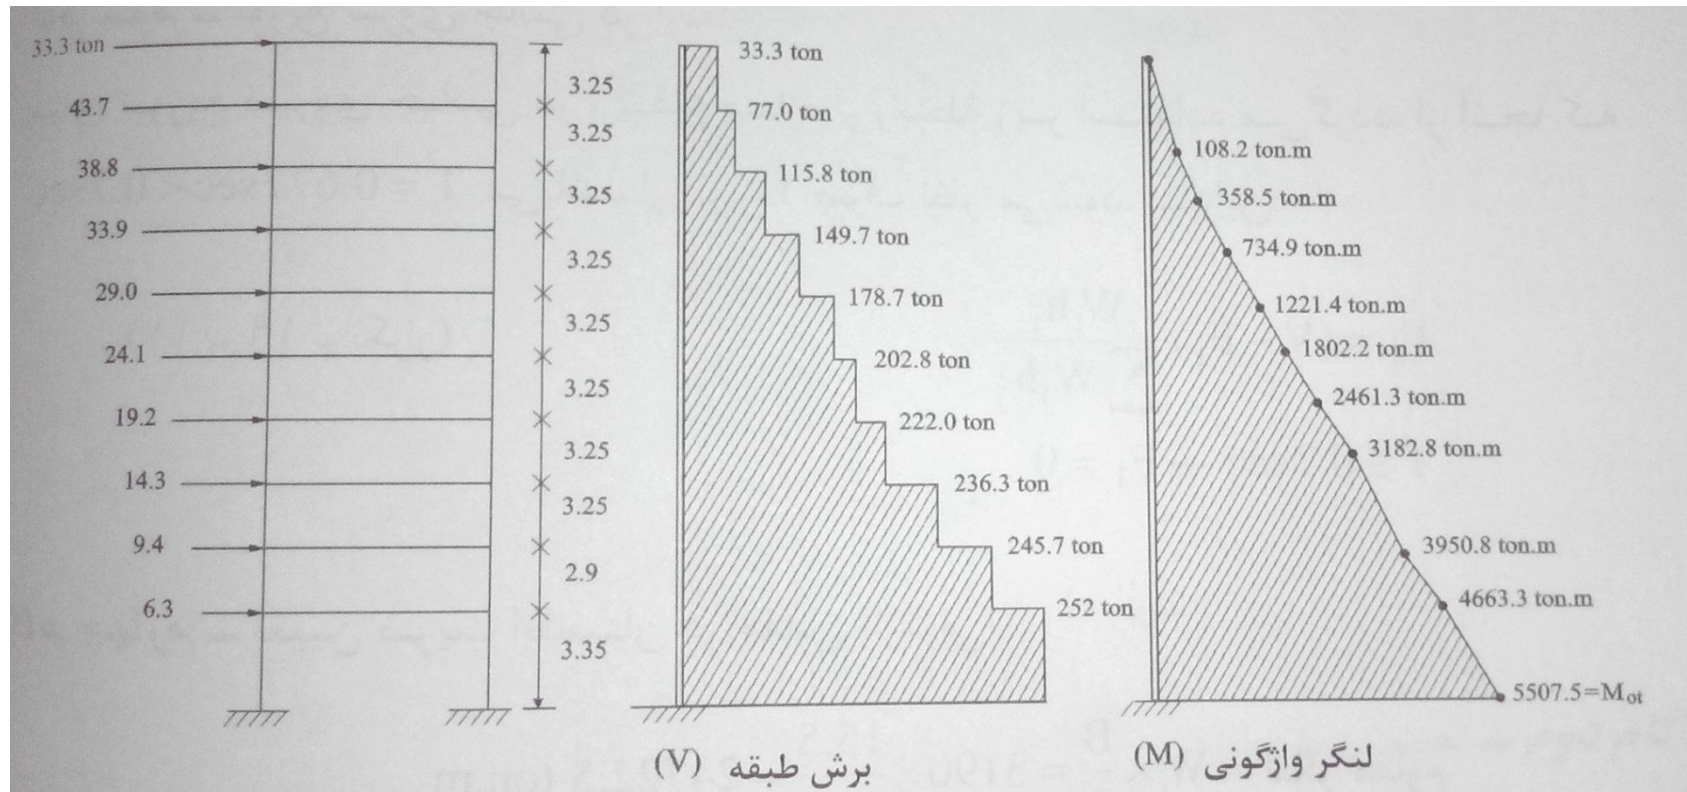 33.3 ton
43.7
38.8
33.9
29.0
24.1
19.2
14.3
9.4
6.3
3.25
3.25
3.25
3.25
3.25
3.25
3.25
3.25
2.9
3.35
33.3 ton
77.0 ton
115.8 ton
149.7 ton
178.7 ton
202.8 ton
222.0 ton
236.3 ton
245.7 ton
252 ton
برش طبقه (V)
108.2 ton.m
358.5 ton.m
734.9 ton.m
1221.4 ton.m
1802.2 ton.m
2461.3 ton.m
3182.8 ton.m
3950.8 ton.m
4663.3 ton.m
5507.5=Mot
لنگر واژگونی (M)